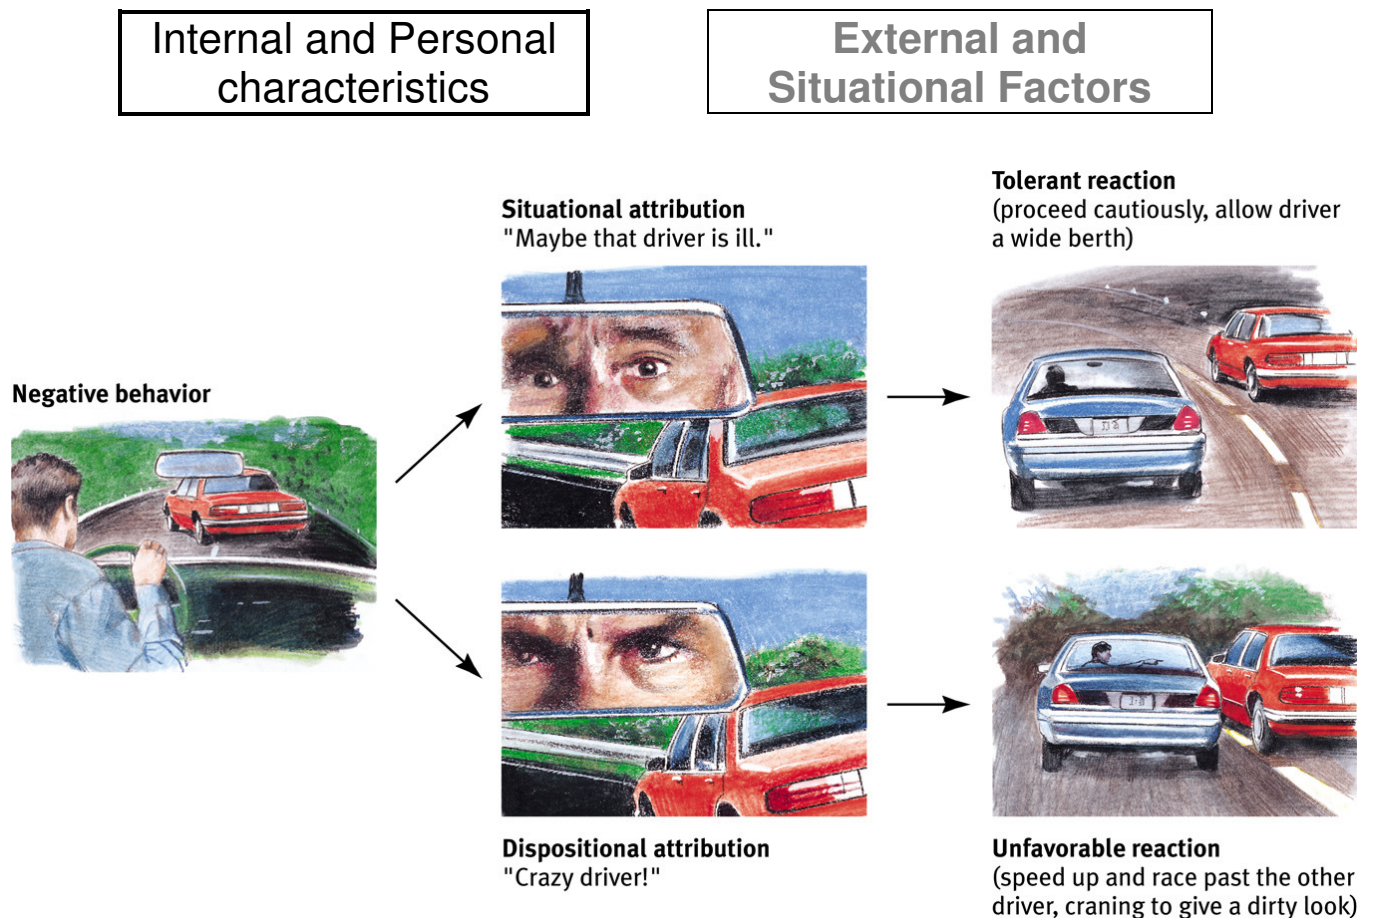 Internal and Personal
characteristics
External and
Situational Factors
Negative behavior
Situational attribution
"Maybe that driver is ill."
Tolerant reaction
(proceed cautiously, allow driver
a wide berth)
Dispositional attribution
"Crazy driver!"
Unfavorable reaction
(speed up and race past the other
driver, craning to give a dirty look)